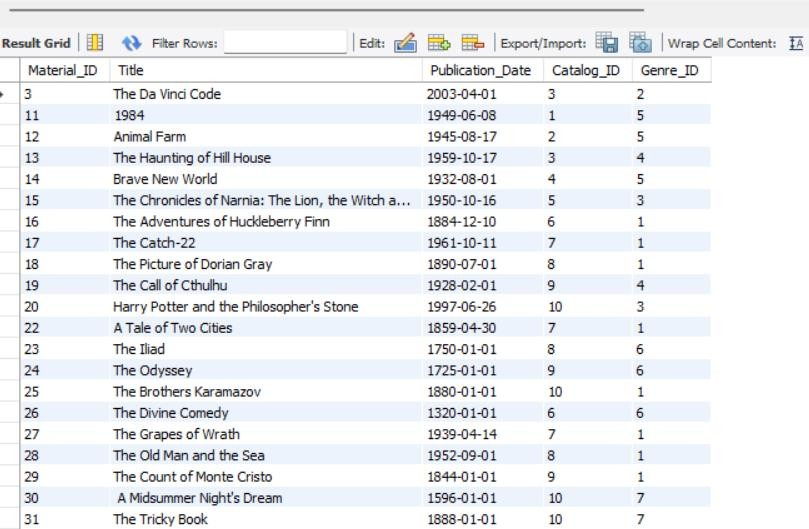 Result Grid Filter Rows: Edit: Export/Import: Wrap Cell Content: IA
Material_ID Title Publication_Date Catalog_ID Genre_ID
3 The Da Vinci Code 2003-04-01 3 2
11 1984 1949-06-08 1 5
12 Animal Farm 1945-08-17 2 5
13 The Haunting of Hill House 1959-10-17 3 4
14 Brave New World 1932-08-01 4 5
15 The Chronicles of Narnia: The Lion, the Witch a... 1950-10-16 5 3
16 The Adventures of Huckleberry Finn 1884-12-10 6 1
17 The Catch-22 1961-10-11 7 1
18 The Picture of Dorian Gray 1890-07-01 8 1
19 The Call of Cthulhu 1928-02-01 9 4
20 Harry Potter and the Philosopher's Stone 1997-06-26 10 3
22 A Tale of Two Cities 1859-04-30 7 1
23 The Iliad 1750-01-01 8 6
24 The Odyssey 1725-01-01 9 6
25 The Brothers Karamazov 1880-01-01 10 1
26 The Divine Comedy 1320-01-01 6 6
27 The Grapes of Wrath 1939-04-14 7 1
28 The Old Man and the Sea 1952-09-01 8 1
29 The Count of Monte Cristo 1844-01-01 9 1
30 A Midsummer Night's Dream 1596-01-01 10 7
31 The Tricky Book 1888-01-01 10 7